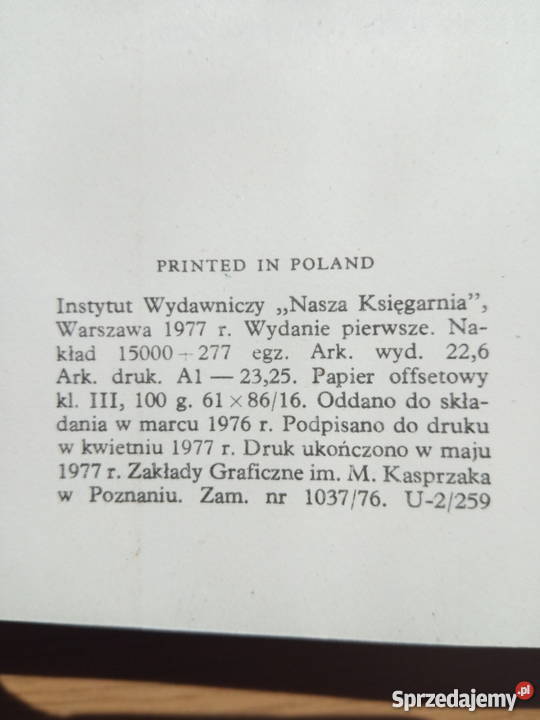 PRINTED IN POLAND
Instytut Wydawniczy „Nasza Księgarnia”,
Warszawa 1977 r. Wydanie pierwsze. Na-
kład 15000+277 egz. Ark. wyd. 22,6
Ark. druk. A1 — 23,25. Papier offsetowy
kl. III, 100 g. 61×86/16. Oddano do skła-
dania w marcu 1976 r. Podpisano do druku
w kwietniu 1977 r. Druk ukończono w maju
1977 r. Zakłady Graficzne im. M. Kasprzaka
w Poznaniu. Zam. nr 1037/76. U-2/259
Sprzedajemy.pl